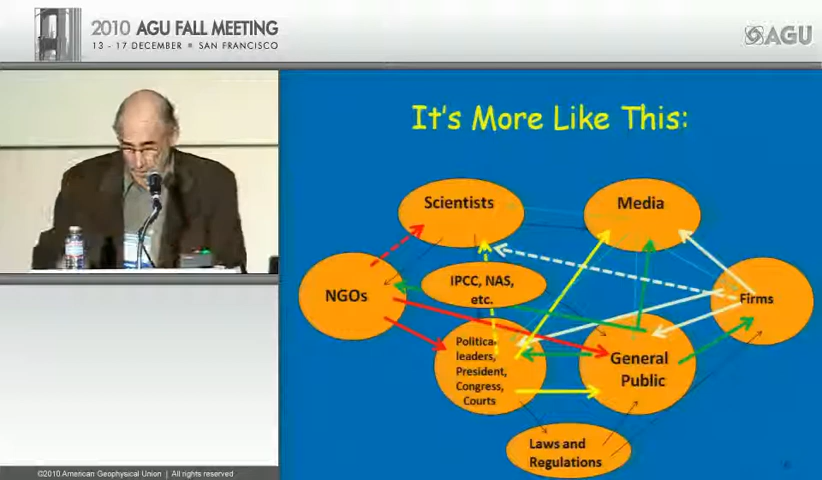 2010 AGU FALL MEETING
13 - 17 DECEMBER ■ SAN FRANCISCO
AGU
It's More Like This:
Scientists
Media
IPCC, NAS,
etc.
NGOs
Firms
Political
leaders,
President,
Congress,
Courts
General
Public
Laws and
Regulations
©2010 American Geophysical Union | All rights reserved